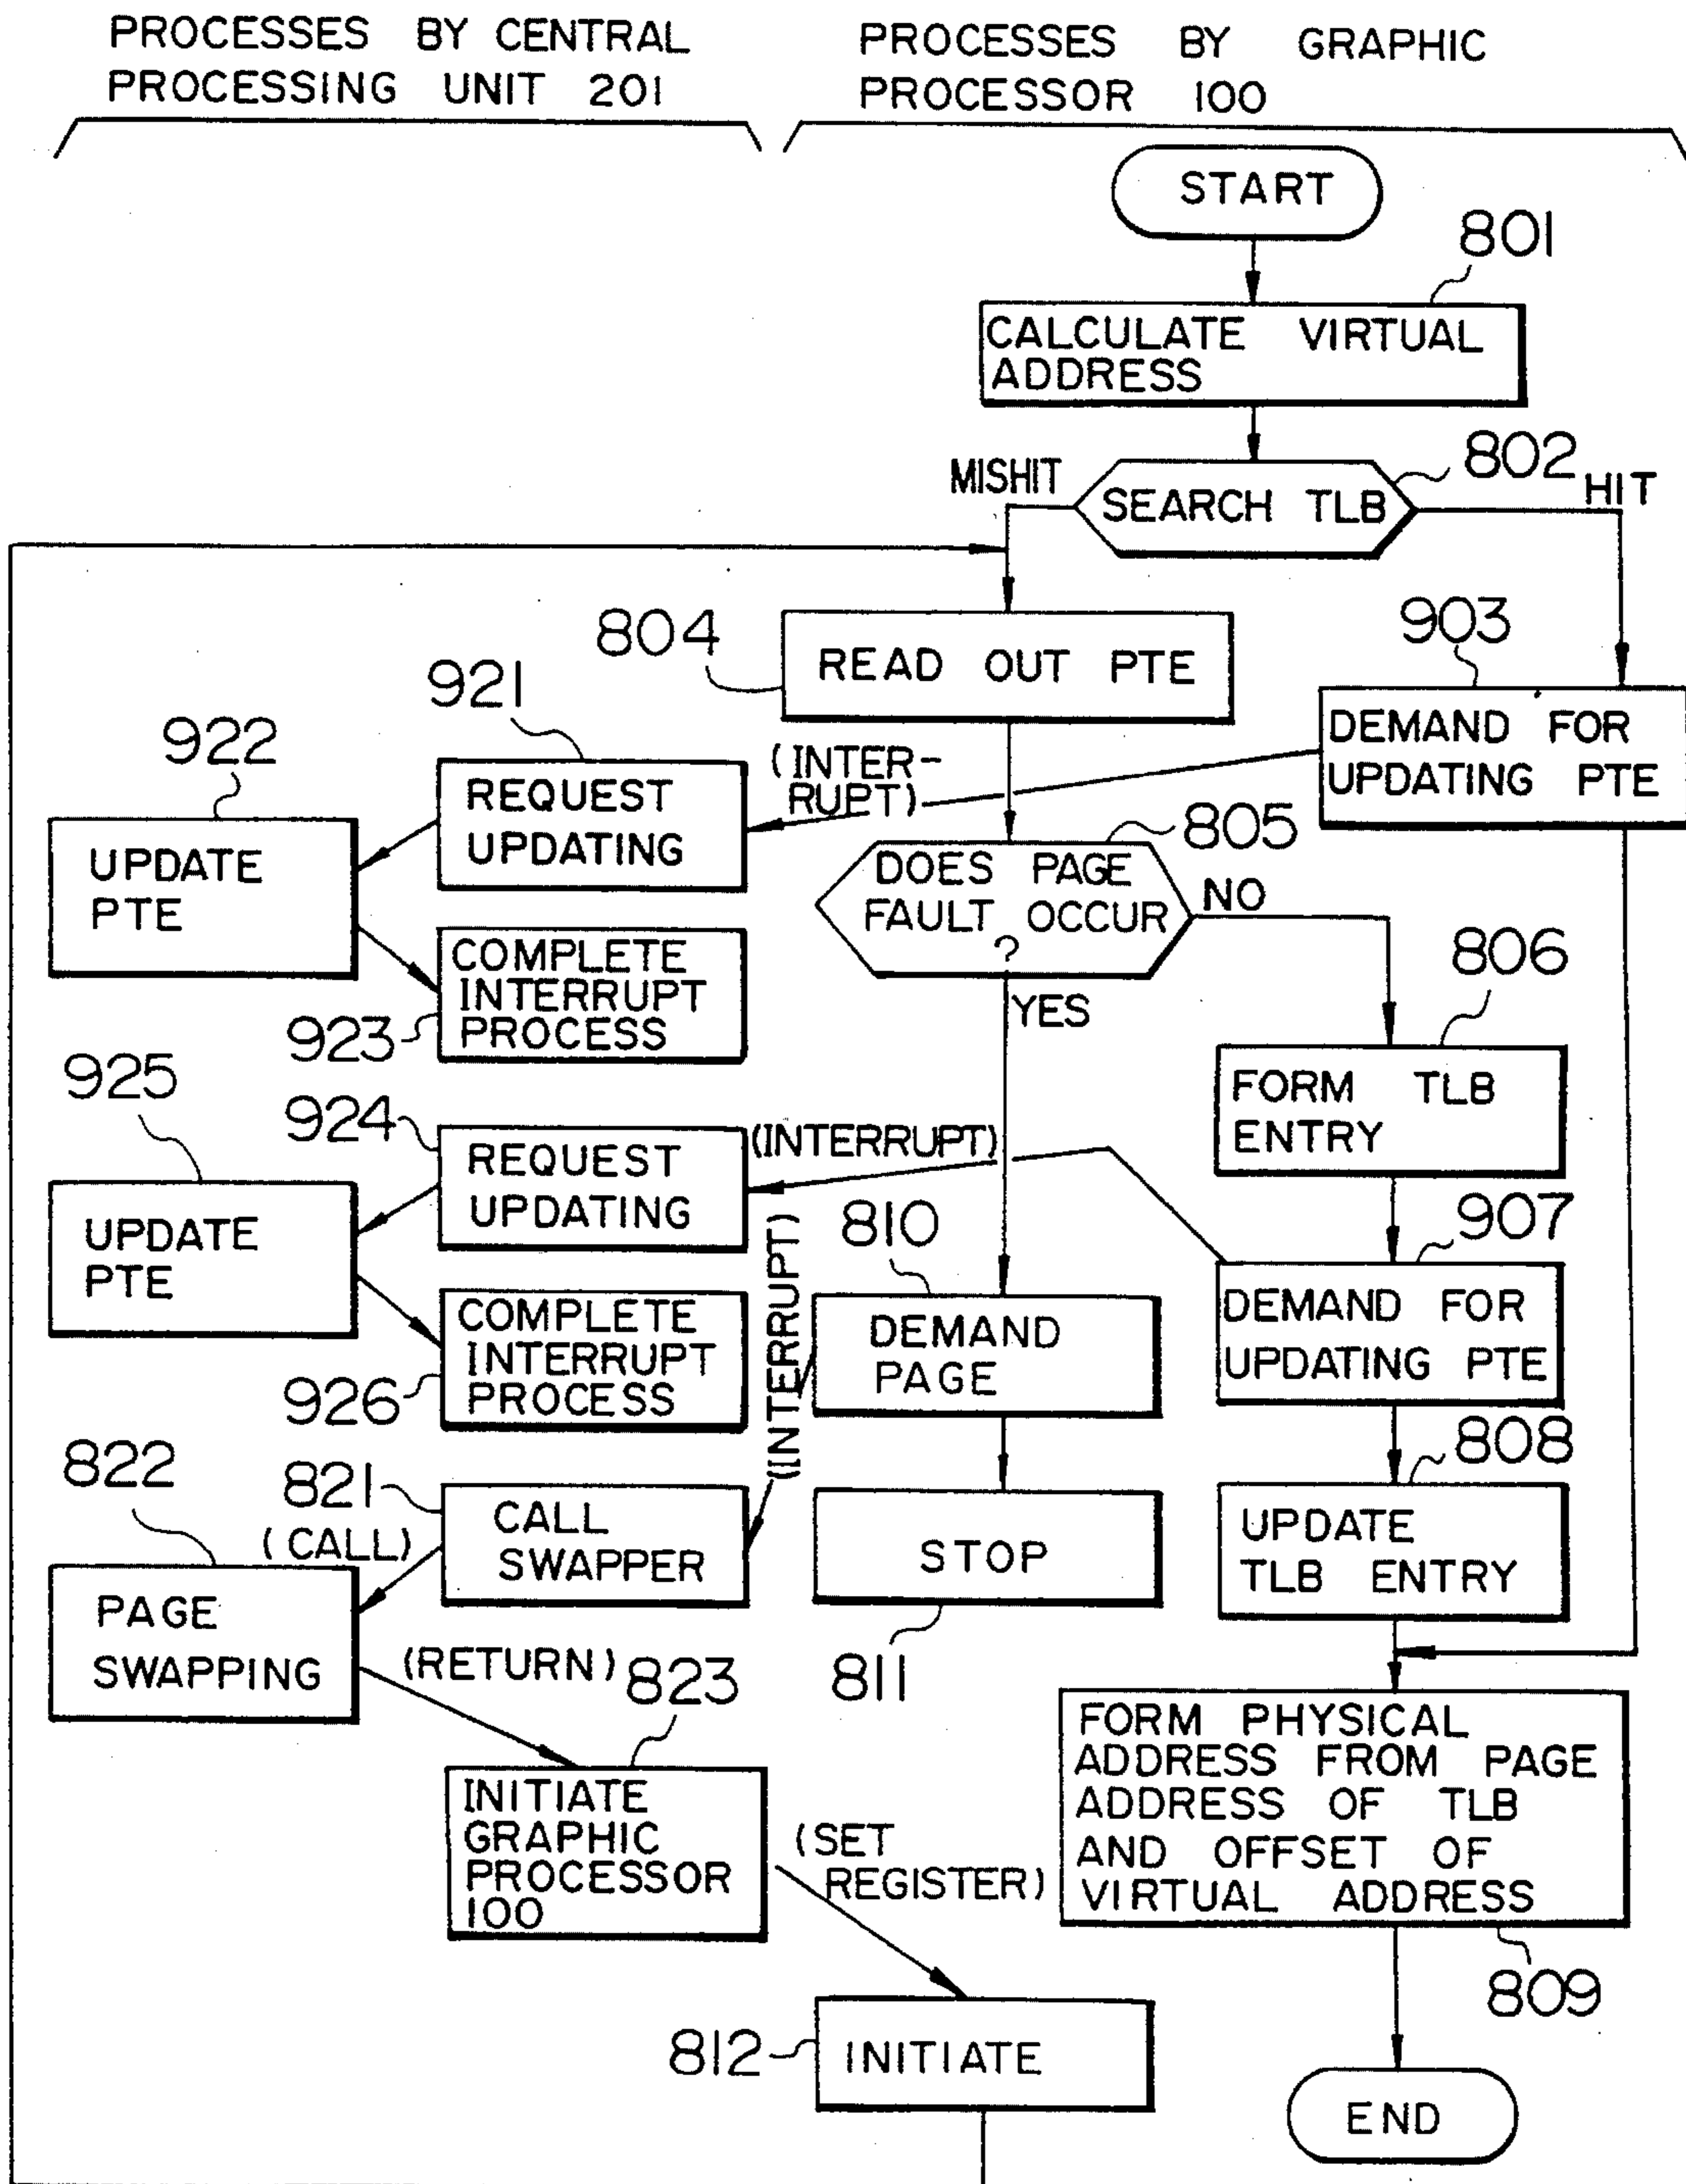 PROCESSES BY CENTRAL
PROCESSING UNIT 201
PROCESSES BY GRAPHIC
PROCESSOR 100
START
801
CALCULATE VIRTUAL
ADDRESS
802
MISHIT
SEARCH TLB
HIT
804
READ OUT PTE
903
DEMAND FOR
UPDATING PTE
921
922
(INTER-
RUPT)
REQUEST
UPDATING
UPDATE
PTE
805
DOES PAGE
FAULT OCCUR
?
NO
YES
COMPLETE
INTERRUPT
PROCESS
923
806
FORM TLB
ENTRY
925
924
REQUEST
UPDATING
(INTERRUPT)
UPDATE
PTE
907
DEMAND FOR
UPDATING PTE
810
DEMAND
PAGE
(INTERRUPT)
COMPLETE
INTERRUPT
PROCESS
926
808
UPDATE
TLB ENTRY
822
821
(CALL)
CALL
SWAPPER
STOP
811
PAGE
SWAPPING
(RETURN)
823
FORM PHYSICAL
ADDRESS FROM PAGE
ADDRESS OF TLB
AND OFFSET OF
VIRTUAL ADDRESS
809
INITIATE
GRAPHIC
PROCESSOR
100
(SET
REGISTER)
812
INITIATE
END